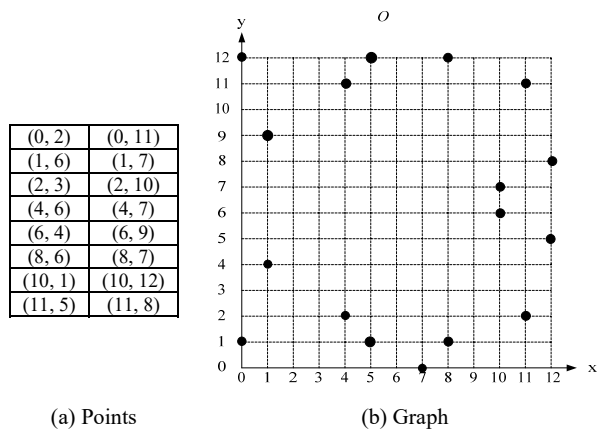 O
y
12
11
10
9
8
7
6
5
4
3
2
1
0
0 1 2 3 4 5 6 7 8 9 10 11 12
x
(0, 2) (0, 11)
(1, 6) (1, 7)
(2, 3) (2, 10)
(4, 6) (4, 7)
(6, 4) (6, 9)
(8, 6) (8, 7)
(10, 1) (10, 12)
(11, 5) (11, 8)
(a) Points
(b) Graph